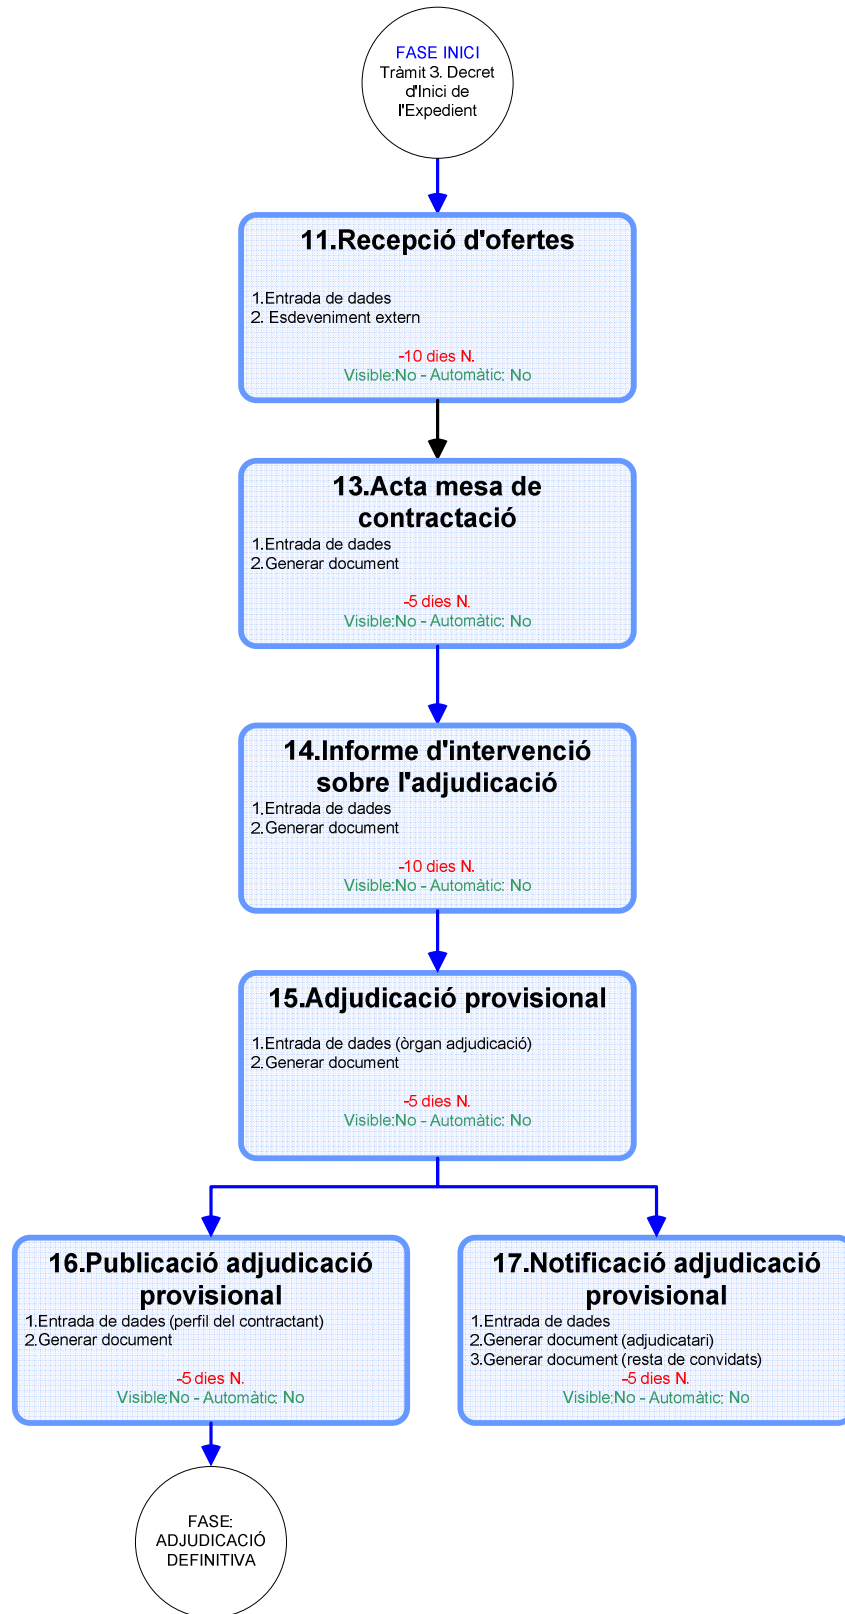 FASE INICI
Tràmit 3. Decret
d'Inici de
l'Expedient
11.Recepció d'ofertes
1.Entrada de dades
2. Esdeveniment extern
-10 dies N.
Visible:No - Automàtic: No
13.Acta mesa de
contractació
1.Entrada de dades
2.Generar document
-5 dies N.
Visible:No - Automàtic: No
14.Informe d'intervenció
sobre l'adjudicació
1.Entrada de dades
2.Generar document
-10 dies N.
Visible:No - Automàtic: No
15.Adjudicació provisional
1.Entrada de dades (òrgan adjudicació)
2.Generar document
-5 dies N.
Visible:No - Automàtic: No
16.Publicació adjudicació
provisional
1.Entrada de dades (perfil del contractant)
2.Generar document
-5 dies N.
Visible:No - Automàtic: No
17.Notificació adjudicació
provisional
1.Entrada de dades
2.Generar document (adjudicatari)
3.Generar document (resta de convidats)
-5 dies N.
Visible:No - Automàtic: No
FASE:
ADJUDICACIÓ
DEFINITIVA